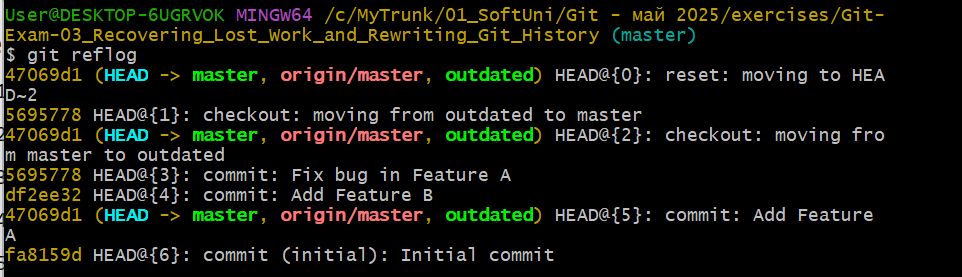 User@DESKTOP-6UGRVOK MINGW64 /c/MyTrunk/01_SoftUni/Git - май 2025/exercises/Git-
Exam-03_Recovering_Lost_Work_and_Rewriting_Git_History (master)
$ git reflog
47069d1 (HEAD -> master, origin/master, outdated) HEAD@{0}: reset: moving to HEA
D~2
5695778 HEAD@{1}: checkout: moving from outdated to master
47069d1 (HEAD -> master, origin/master, outdated) HEAD@{2}: checkout: moving fro
m master to outdated
5695778 HEAD@{3}: commit: Fix bug in Feature A
df2ee32 HEAD@{4}: commit: Add Feature B
47069d1 (HEAD -> master, origin/master, outdated) HEAD@{5}: commit: Add Feature
A
fa8159d HEAD@{6}: commit (initial): Initial commit